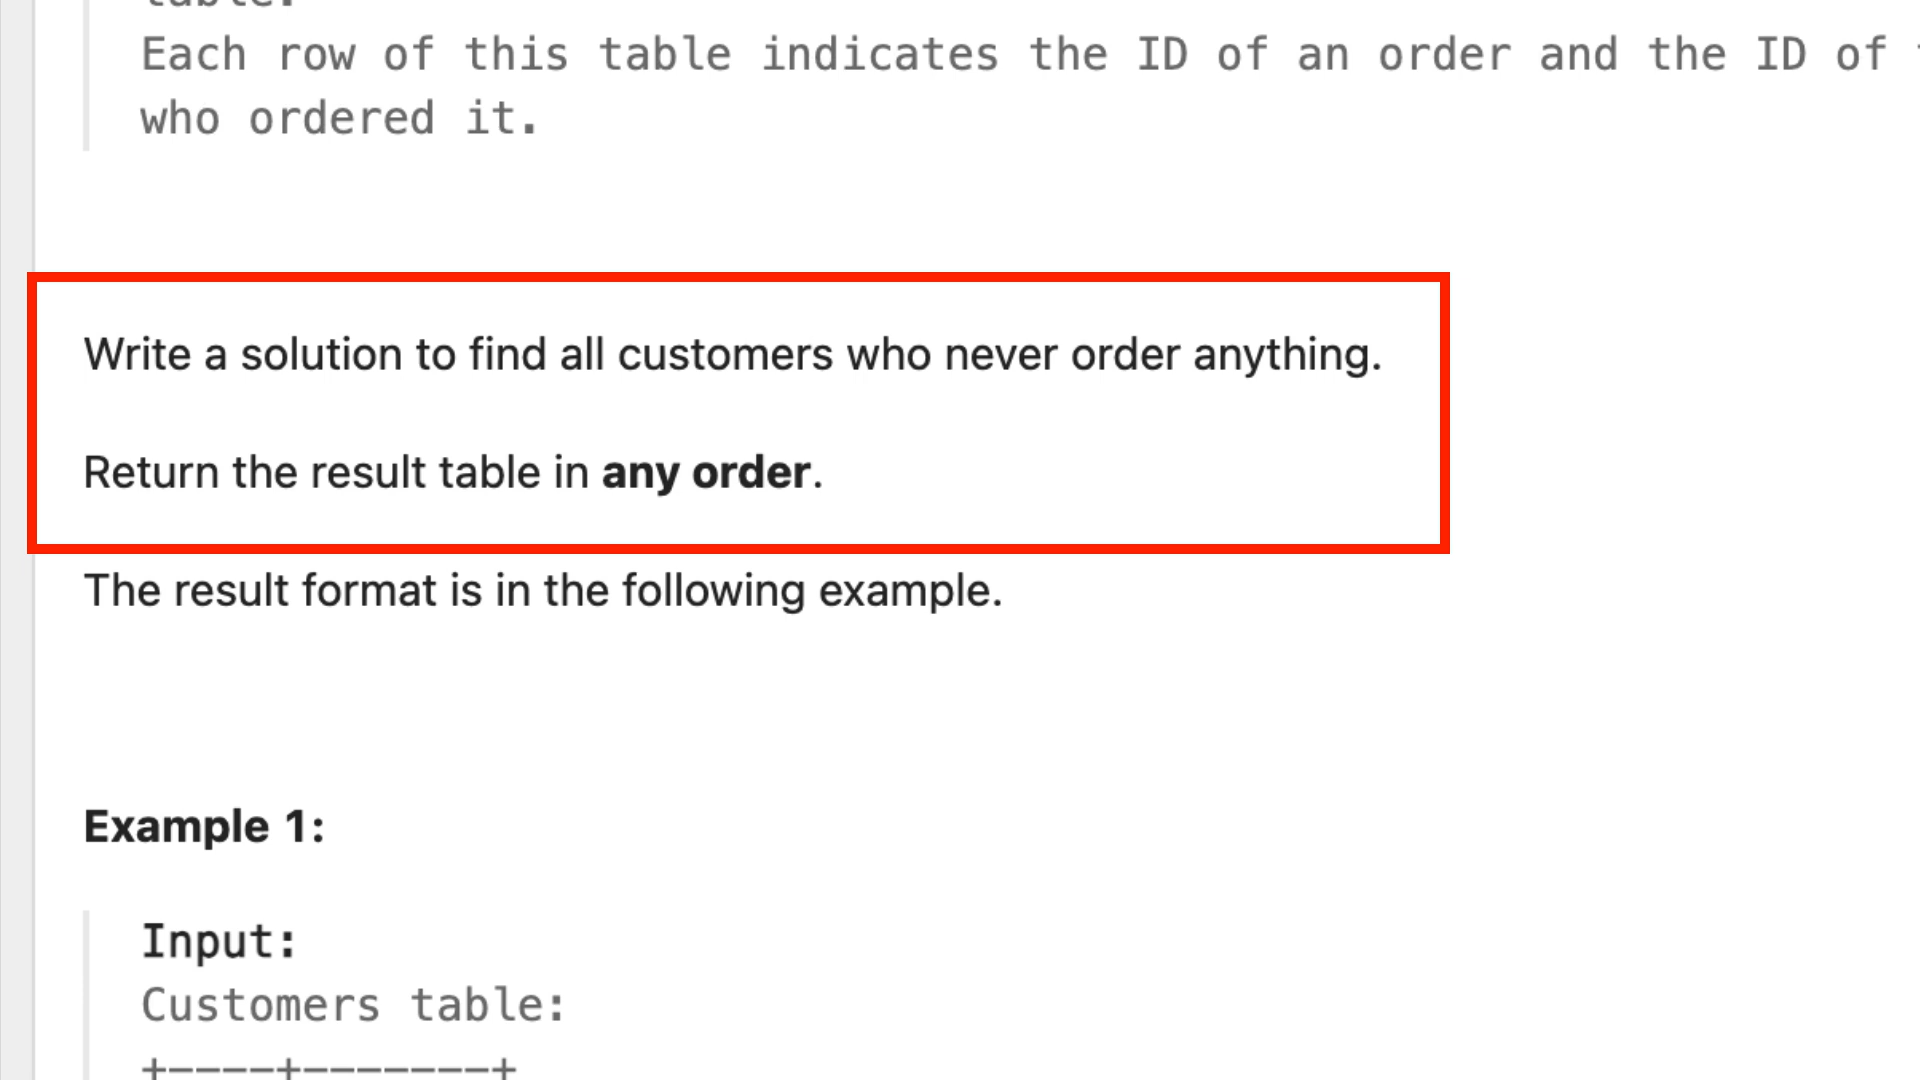 table.
Each row of this table indicates the ID of an order and the ID of
who ordered it.
Write a solution to find all customers who never order anything.
Return the result table in any order.
The result format is in the following example.
Example 1:
Input:
Customers table:
+----+-------+